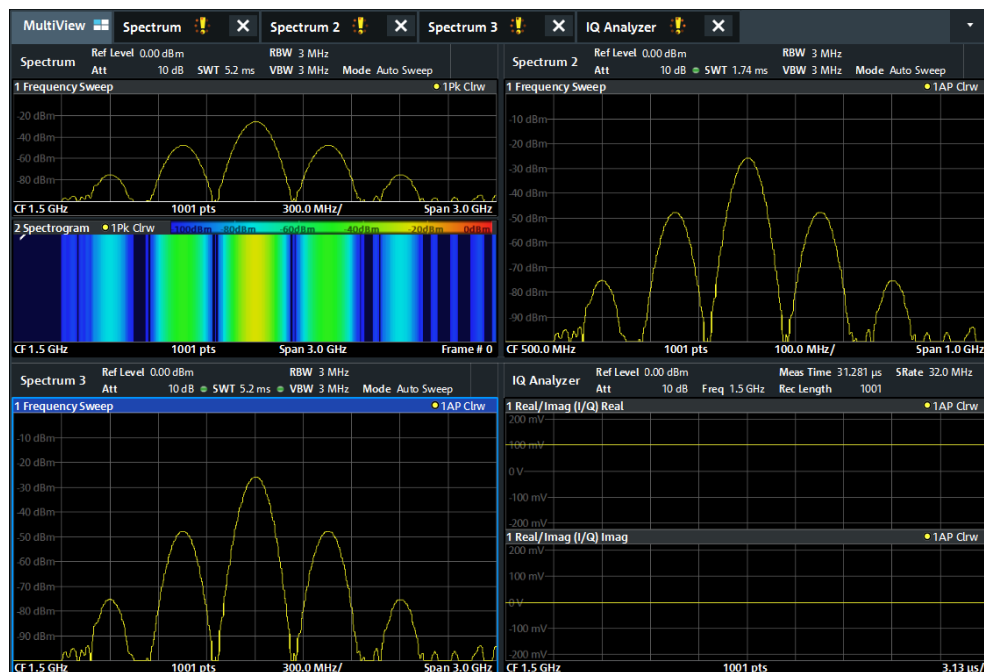 MultiView Spectrum Spectrum 2 Spectrum 3 IQ Analyzer
Spectrum
Ref Level 0.00 dBm RBW 3 MHz
Att 10 dB SWT 5.2 ms VBW 3 MHz Mode Auto Sweep
1 Frequency Sweep 1Pk Clrw
-20 dBm
-40 dBm
-60 dBm
-80 dBm
CF 1.5 GHz 1001 pts 300.0 MHz/ Span 3.0 GHz
2 Spectrogram 1Pk Clrw
-100dBm -80dBm -60dBm -40dBm -20dBm 0dBm
CF 1.5 GHz 1001 pts Span 3.0 GHz Frame # 0
Spectrum 2
Ref Level 0.00 dBm RBW 3 MHz
Att 10 dB SWT 1.74 ms VBW 3 MHz Mode Auto Sweep
1 Frequency Sweep 1AP Clrw
-10 dBm
-20 dBm
-30 dBm
-40 dBm
-50 dBm
-60 dBm
-70 dBm
-80 dBm
-90 dBm
CF 500.0 MHz 1001 pts 100.0 MHz/ Span 1.0 GHz
Spectrum 3
Ref Level 0.00 dBm RBW 3 MHz
Att 10 dB SWT 5.2 ms VBW 3 MHz Mode Auto Sweep
1 Frequency Sweep 1AP Clrw
-10 dBm
-20 dBm
-30 dBm
-40 dBm
-50 dBm
-60 dBm
-70 dBm
-80 dBm
-90 dBm
CF 1.5 GHz 1001 pts 300.0 MHz/ Span 3.0 GHz
IQ Analyzer
Ref Level 0.00 dBm Meas Time 31.281 µs SRate 32.0 MHz
Att 10 dB Freq 1.5 GHz Rec Length 1001
1 Real/Imag (I/Q) Real 1AP Clrw
200 mV
100 mV
0 V
-100 mV
-200 mV
1 Real/Imag (I/Q) Imag 1AP Clrw
200 mV
100 mV
0 V
-100 mV
-200 mV
CF 1.5 GHz 1001 pts 3.13 µs/